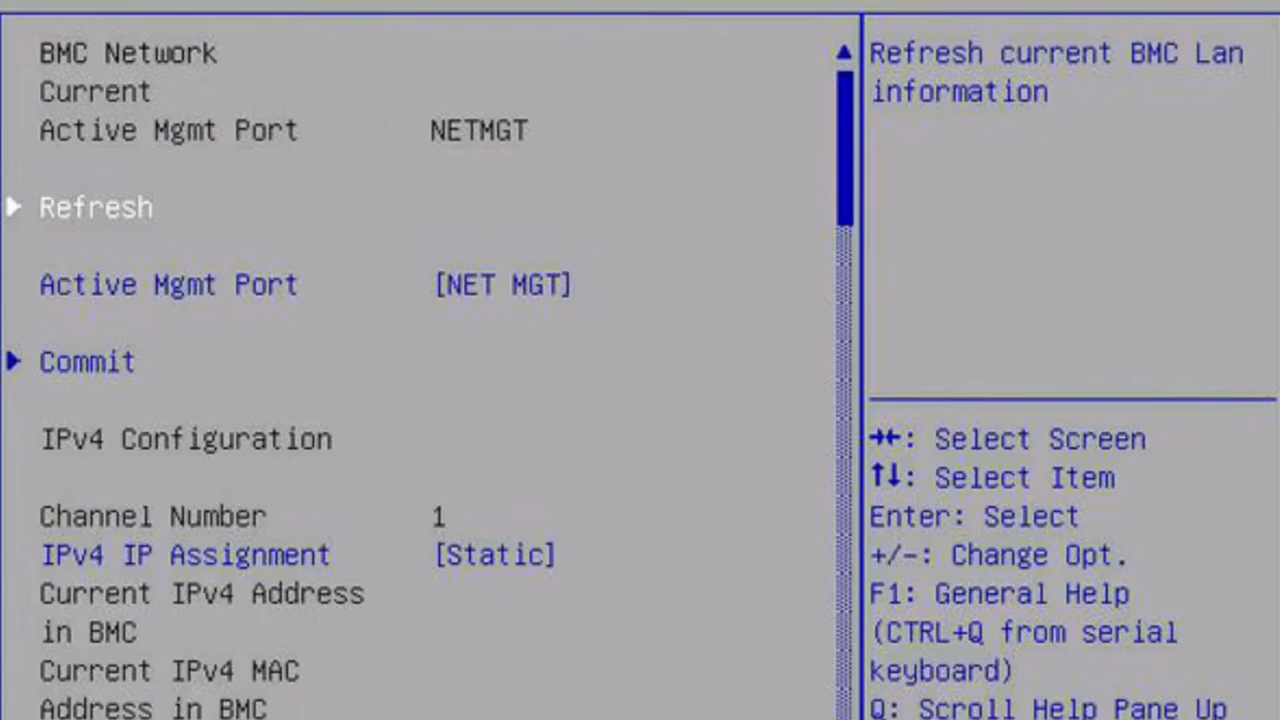 BMC Network
Current
Active Mgmt Port NETMGT
Refresh
Active Mgmt Port [NET MGT]
Commit
IPv4 Configuration
Channel Number 1
IPv4 IP Assignment [Static]
Current IPv4 Address
in BMC
Current IPv4 MAC
Address in BMC
Refresh current BMC Lan
information
→←: Select Screen
↑↓: Select Item
Enter: Select
+/-: Change Opt.
F1: General Help
(CTRL+Q from serial
keyboard)
Q: Scroll Help Pane Up